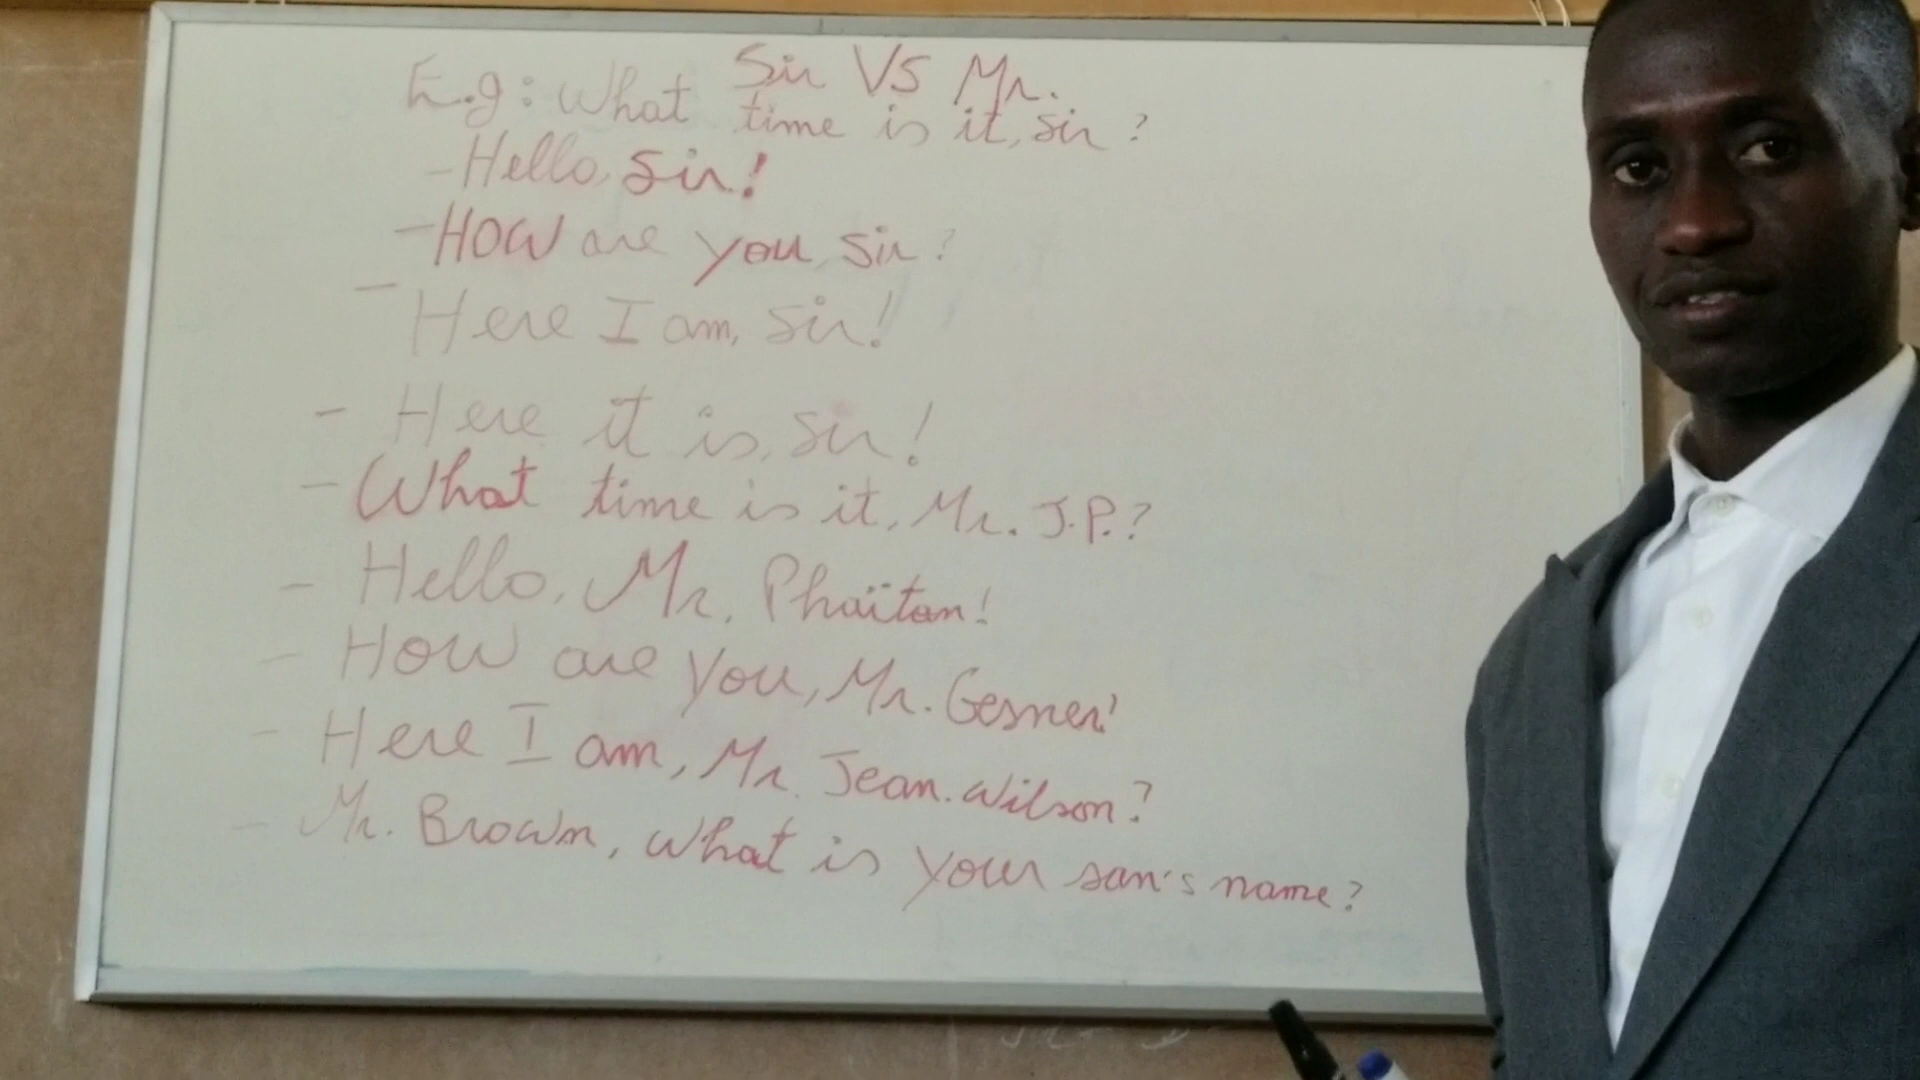 Sir VS Mr.
E.g: What time is it, sir?
- Hello, Sir!
- HOW are you, Sir?
- Here I am, Sir!
- Here it is, sir!
- What time is it, Mr. J.P.?
- Hello, Mr. Phaïtan!
- HOW are you, Mr. Gesner?
- Here I am, Mr. Jean. Wilson?
- Mr. Brown, what is your son's name?